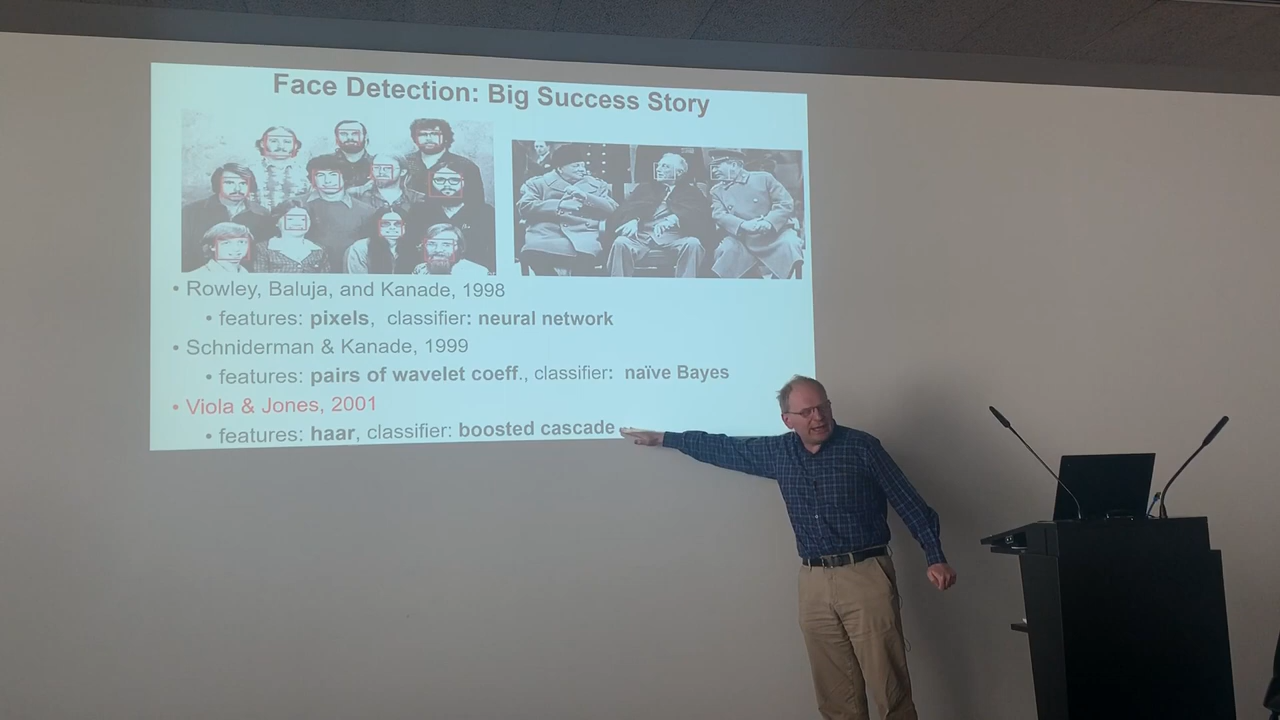 Face Detection: Big Success Story
• Rowley, Baluja, and Kanade, 1998
• features: pixels, classifier: neural network
• Schniderman & Kanade, 1999
• features: pairs of wavelet coeff., classifier: naïve Bayes
• Viola & Jones, 2001
• features: haar, classifier: boosted cascade